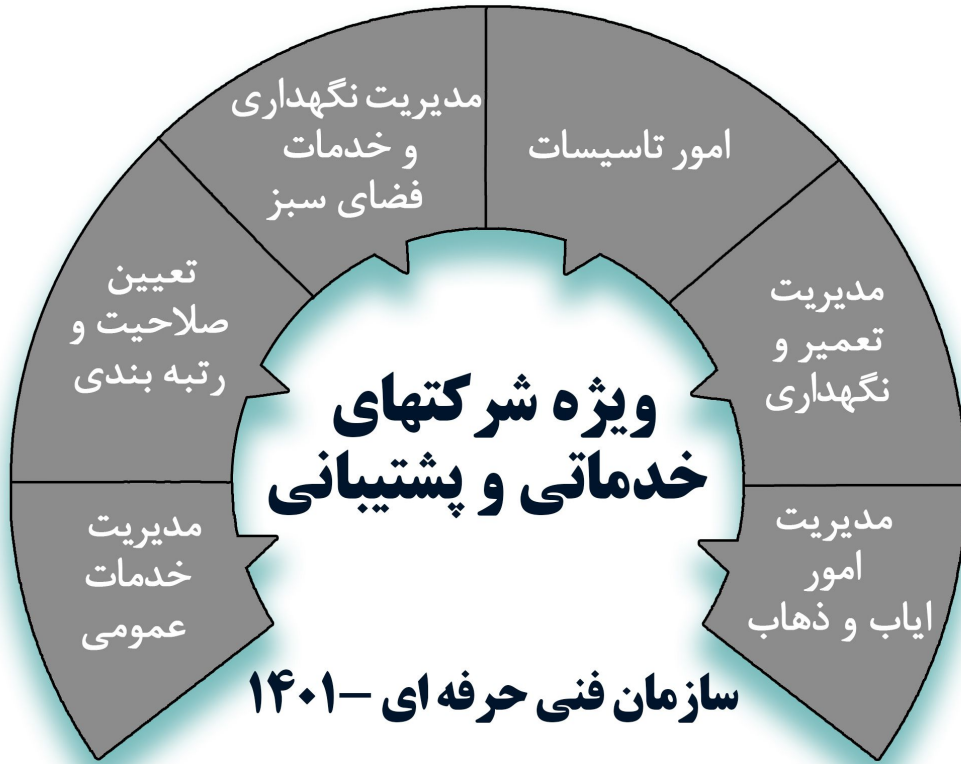 امور تاسیسات
مدیریت
تعمیر و
نگهداری
مدیریت
امور
ایاب و ذهاب
مدیریت نگهداری
و خدمات
فضای سبز
تعیین
صلاحیت و
رتبه بندی
مدیریت
خدمات
عمومی
ویژه شرکتهای
خدماتی و پشتیبانی
سازمان فنی حرفه ای –۱۴۰۱